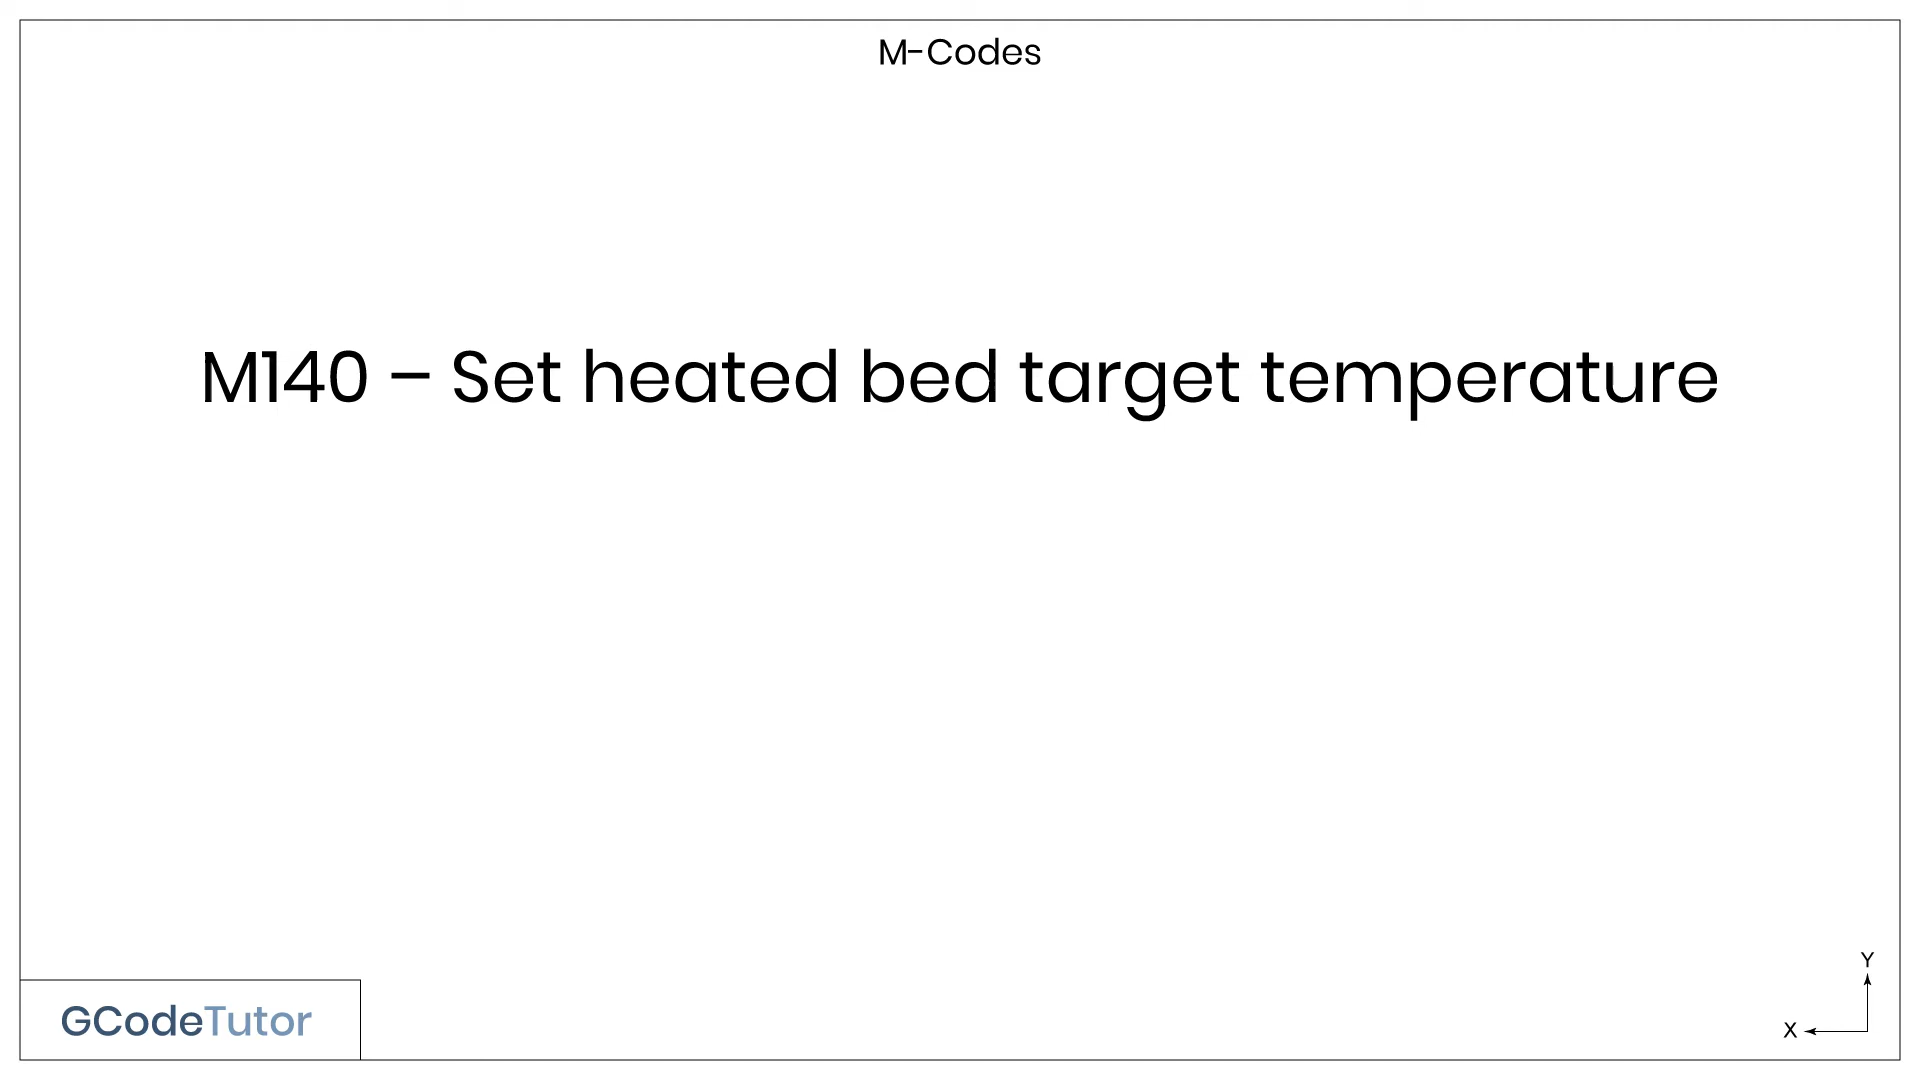 M-Codes
M140 – Set heated bed target temperature
GCodeTutor
Y
X